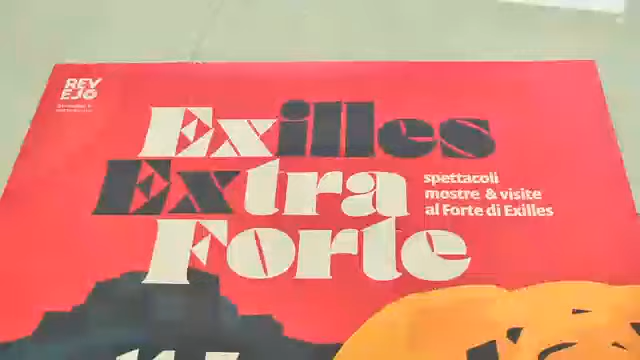 REV
EJO
Exilles
Extra
Forte
spettacoli
mostre & visite
al Forte di Exilles